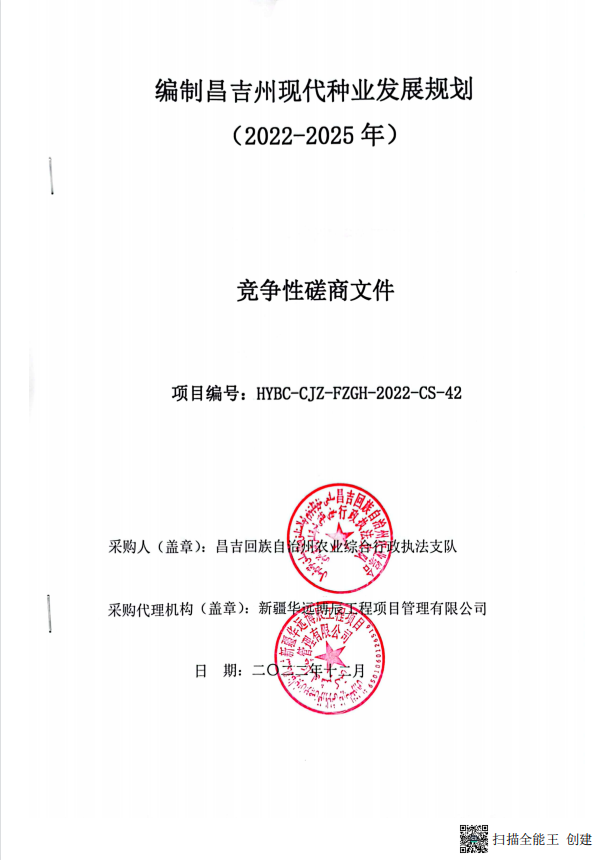 编制昌吉州现代种业发展规划
（2022-2025 年）
竞争性磋商文件
项目编号：HYBC-CJZ-FZGH-2022-CS-42
采购人（盖章）：昌吉回族自治州农业综合行政执法支队
采购代理机构（盖章）：新疆华远博辰工程项目管理有限公司
日 期：二〇二二年十二月
扫描全能王 创建